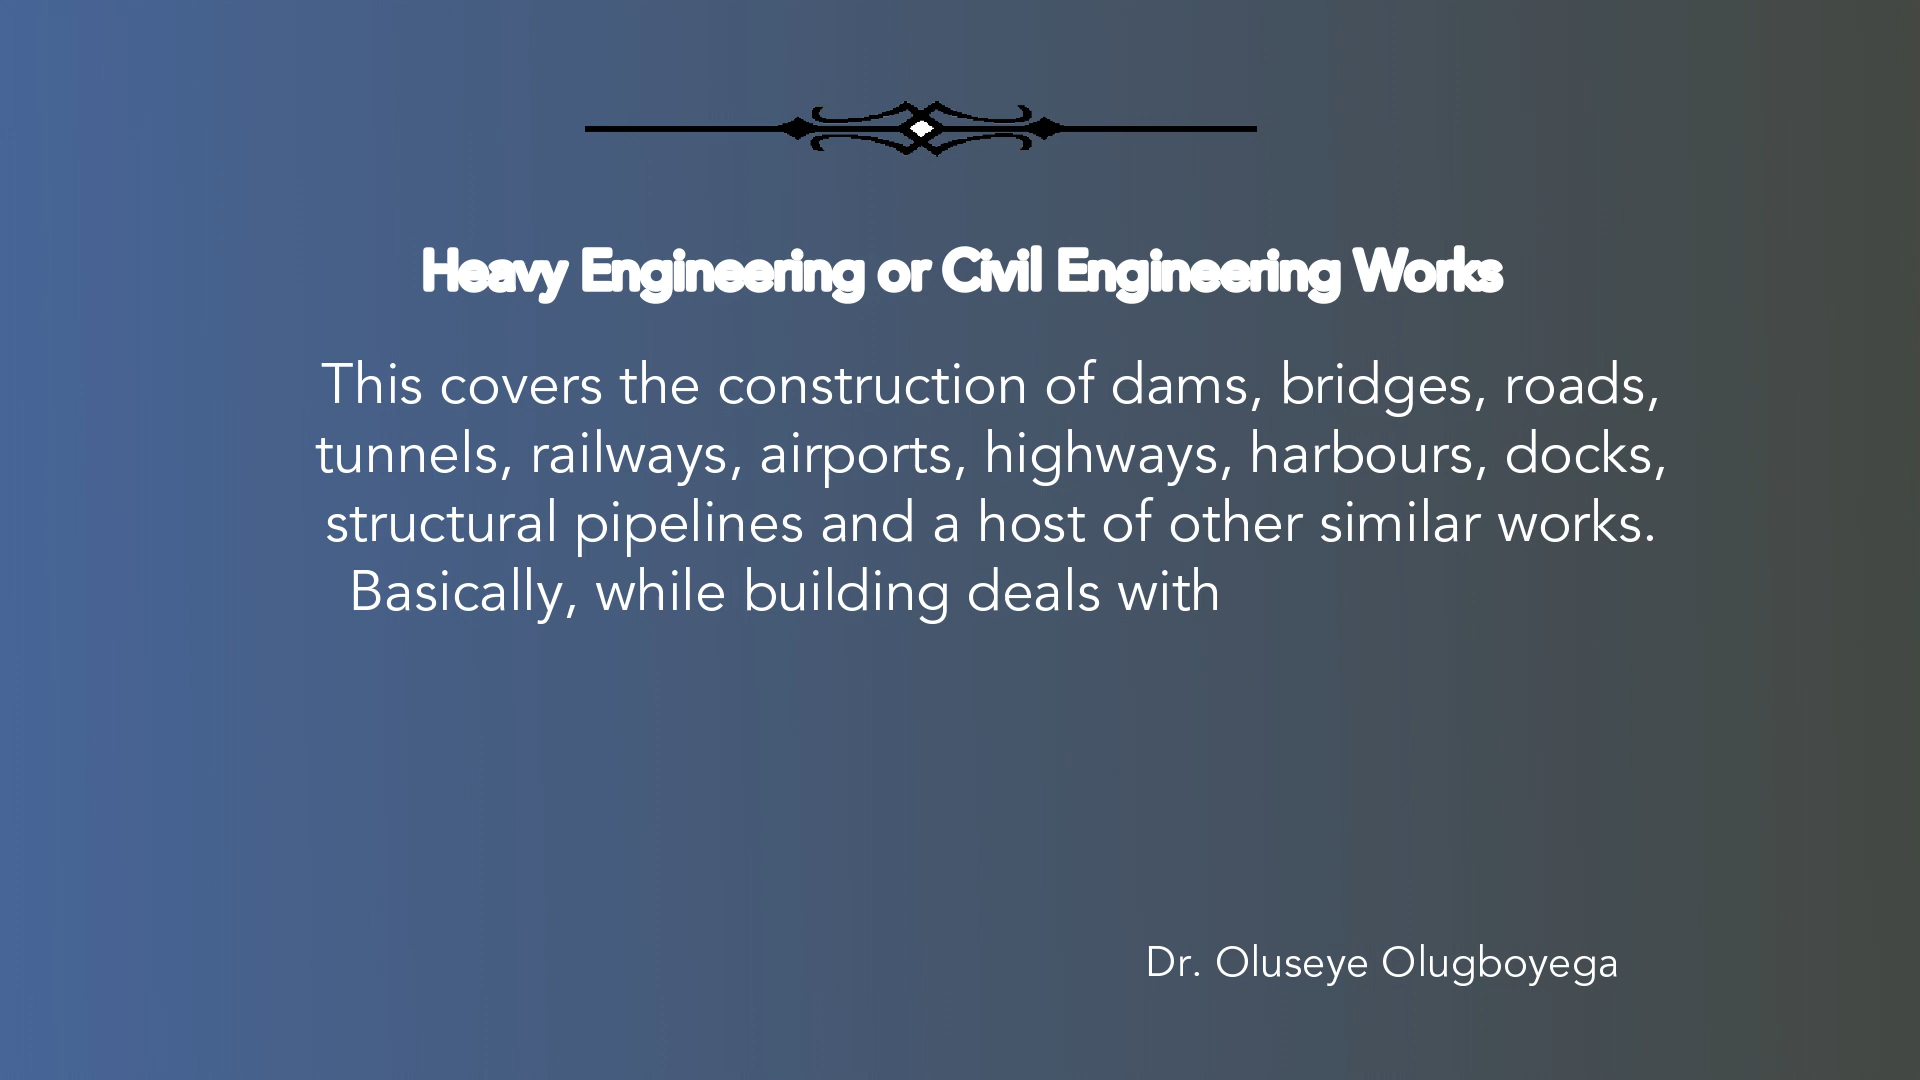 Heavy Engineering or Civil Engineering Works
This covers the construction of dams, bridges, roads,
tunnels, railways, airports, highways, harbours, docks,
structural pipelines and a host of other similar works.
Basically, while building deals with
Dr. Oluseye Olugboyega